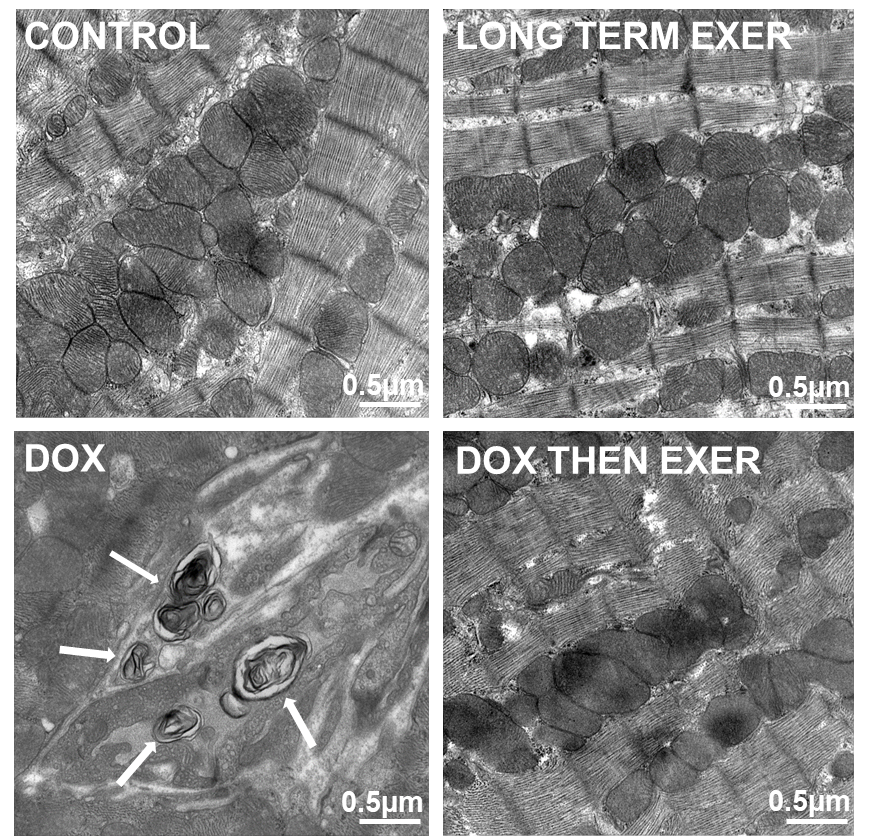 CONTROL
0.5µm
LONG TERM EXER
0.5µm
DOX
0.5µm
DOX THEN EXER
0.5µm